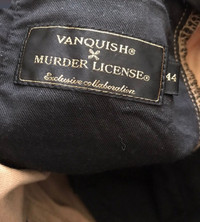 VANQUISH®
×
MURDER LICENSE®
Exclusive collaboration
44